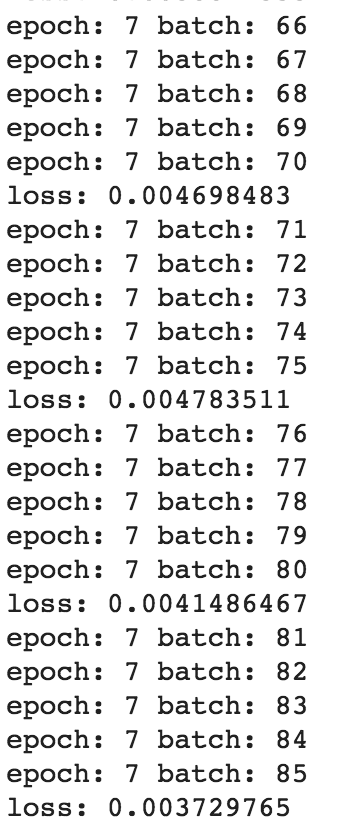 epoch: 7 batch: 66
epoch: 7 batch: 67
epoch: 7 batch: 68
epoch: 7 batch: 69
epoch: 7 batch: 70
loss: 0.004698483
epoch: 7 batch: 71
epoch: 7 batch: 72
epoch: 7 batch: 73
epoch: 7 batch: 74
epoch: 7 batch: 75
loss: 0.004783511
epoch: 7 batch: 76
epoch: 7 batch: 77
epoch: 7 batch: 78
epoch: 7 batch: 79
epoch: 7 batch: 80
loss: 0.0041486467
epoch: 7 batch: 81
epoch: 7 batch: 82
epoch: 7 batch: 83
epoch: 7 batch: 84
epoch: 7 batch: 85
loss: 0.003729765